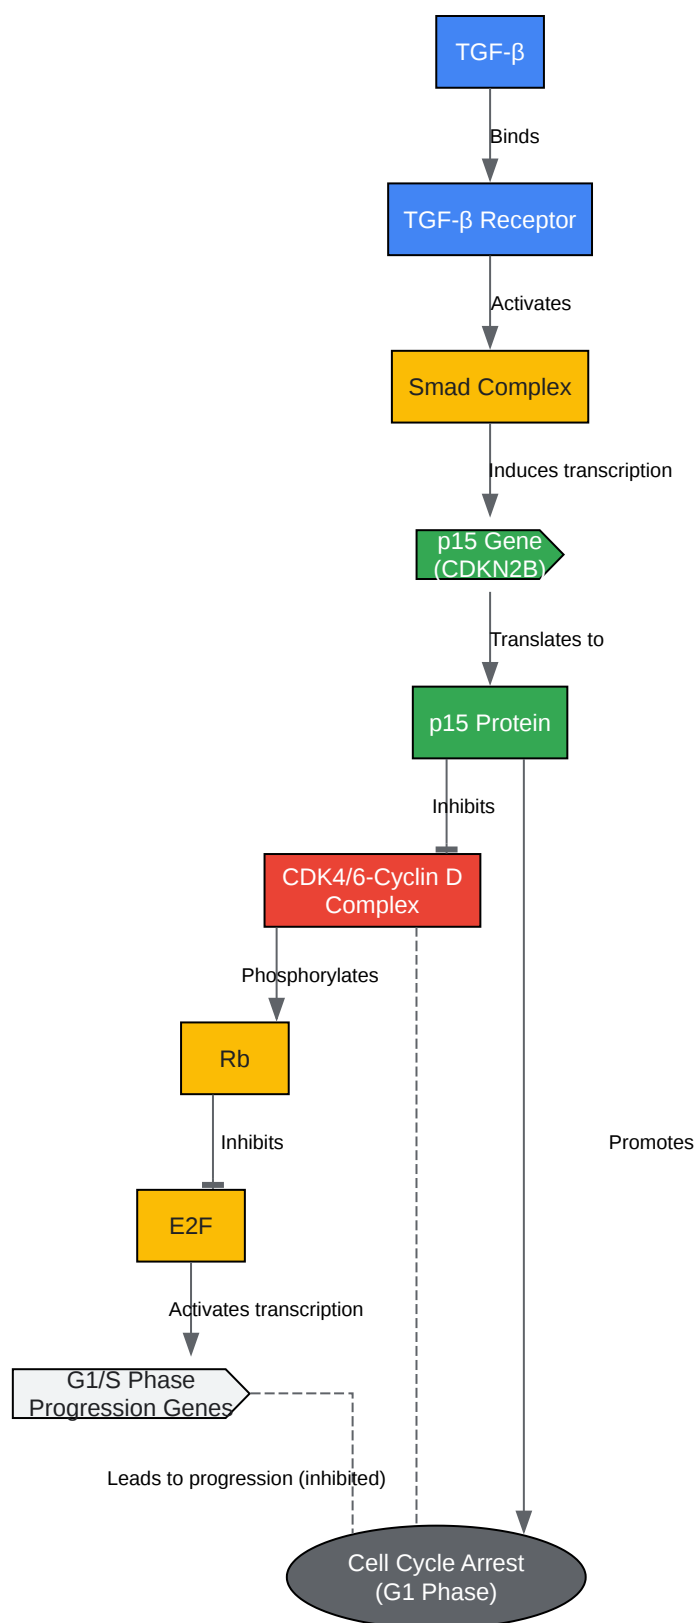 TGF-β
Binds
TGF-β Receptor
Activates
Smad Complex
Induces transcription
p15 Gene
(CDKN2B)
Translates to
p15 Protein
Inhibits
CDK4/6-Cyclin D
Complex
Phosphorylates
Rb
Inhibits
Promotes
E2F
Activates transcription
G1/S Phase
Progression Genes
Leads to progression (inhibited)
Cell Cycle Arrest
(G1 Phase)